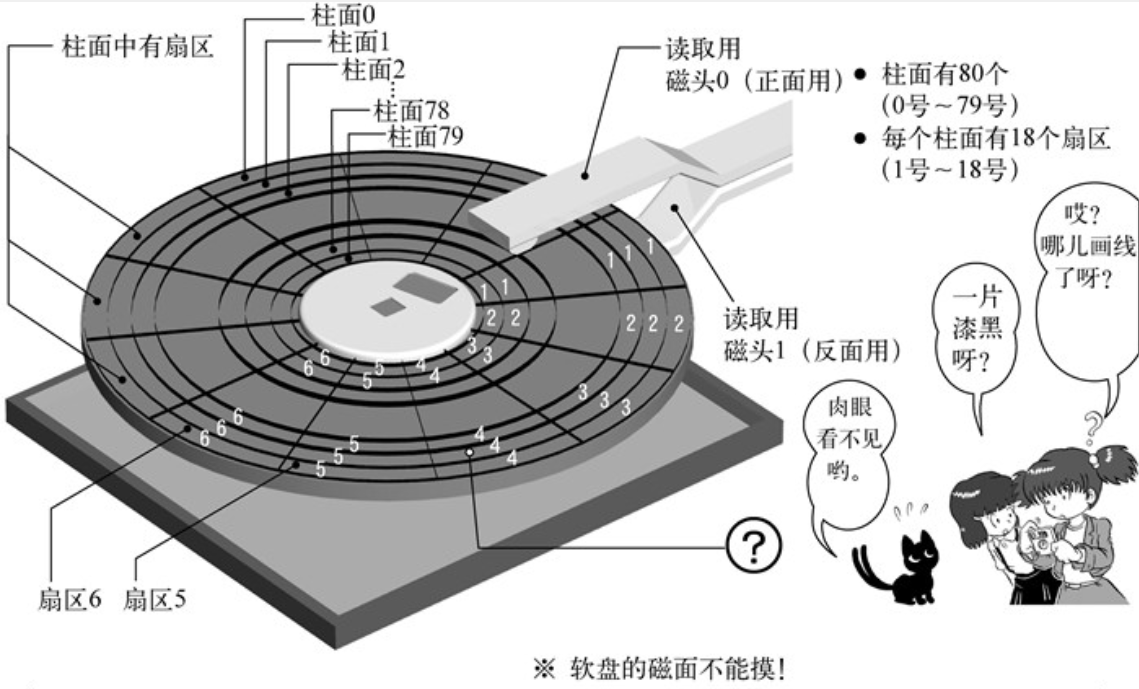 柱面0
柱面1
柱面2
⋮
柱面78
柱面79
柱面中有扇区
读取用
磁头0（正面用）
● 柱面有80个
（0号～79号）
● 每个柱面有18个扇区
（1号～18号）
读取用
磁头1（反面用）
哎？
哪儿画线
了呀？
一片
漆黑
呀？
肉眼
看不见
哟。
?
1 1 1
1 1
2 2
2 2 2
3 3
3 3 3
4 4
4 4 4
5 5
5 5 5
6 6
6 6 6
?
扇区6
扇区5
※ 软盘的磁面不能摸！